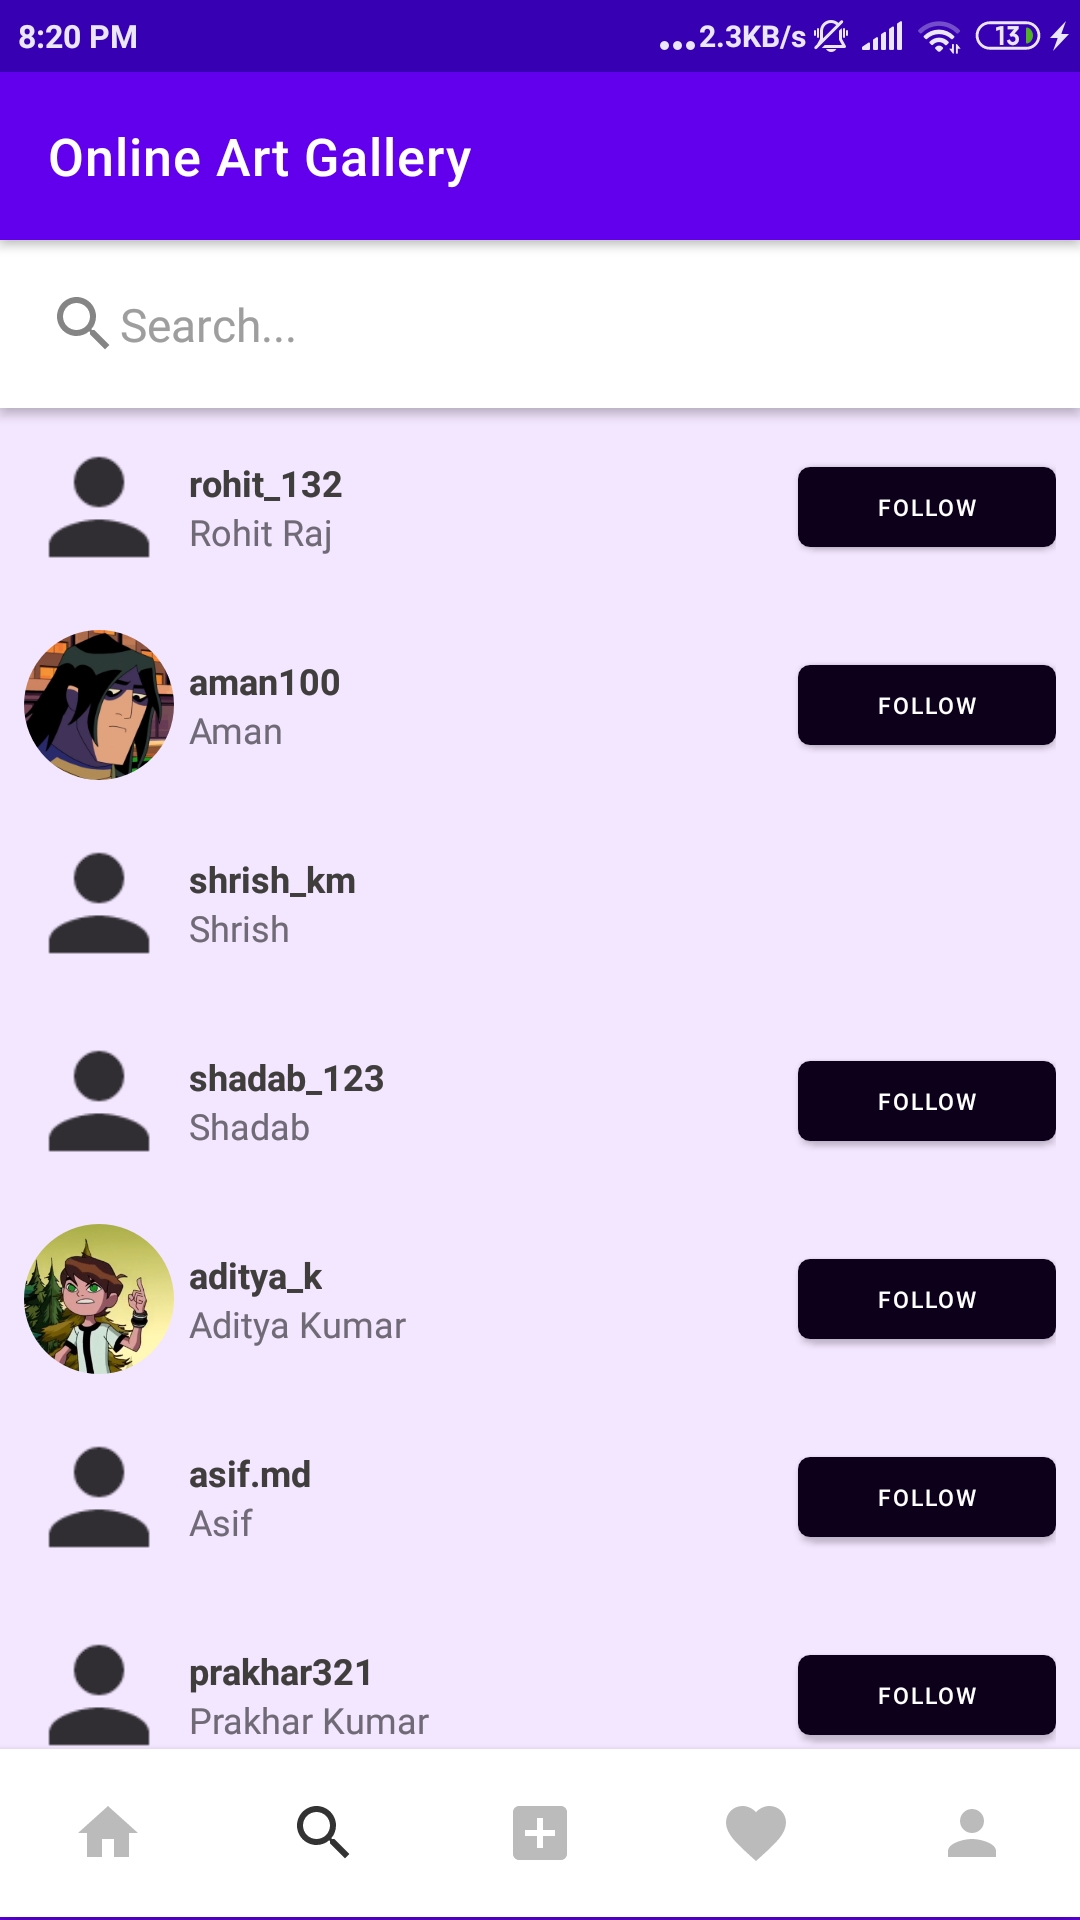 8:20 PM
...2.3KB/s 13
Online Art Gallery
Search...
rohit_132
Rohit Raj
FOLLOW
aman100
Aman
FOLLOW
shrish_km
Shrish
shadab_123
Shadab
FOLLOW
aditya_k
Aditya Kumar
FOLLOW
asif.md
Asif
FOLLOW
prakhar321
Prakhar Kumar
FOLLOW